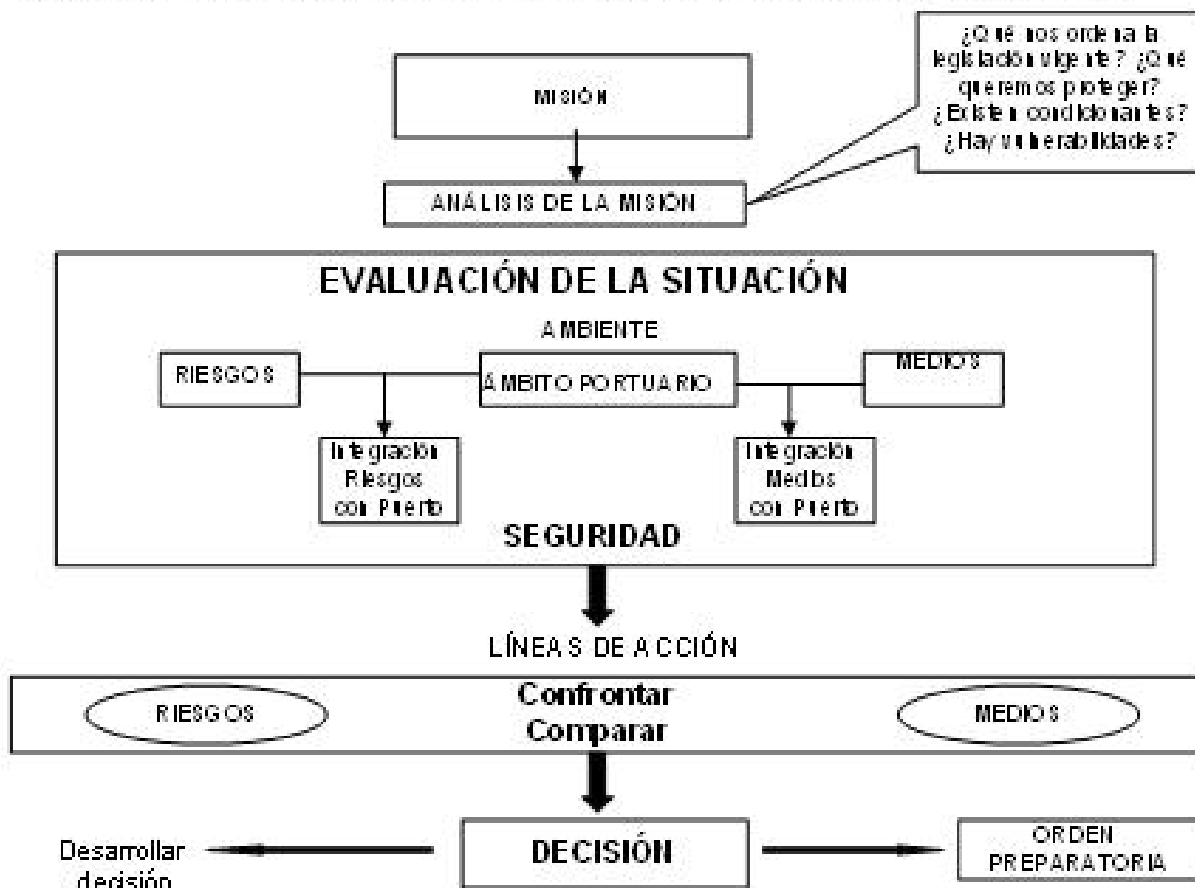 ¿Qué nos ordena la
legislación vigente? ¿Qué
queremos proteger?
¿Existen condicionantes?
¿Hay vulnerabilidades?
MISIÓN
ANÁLISIS DE LA MISIÓN
EVALUACIÓN DE LA SITUACIÓN
AMBIENTE
RIESGOS
ÁMBITO PORTUARIO
MEDIOS
Integración
Riesgos
con Puerto
Integración
Medios
con Puerto
SEGURIDAD
LÍNEAS DE ACCIÓN
RIESGOS
Confrontar
Comparar
MEDIOS
Desarrollar
decisión
DECISIÓN
ORDEN
PREPARATORIA